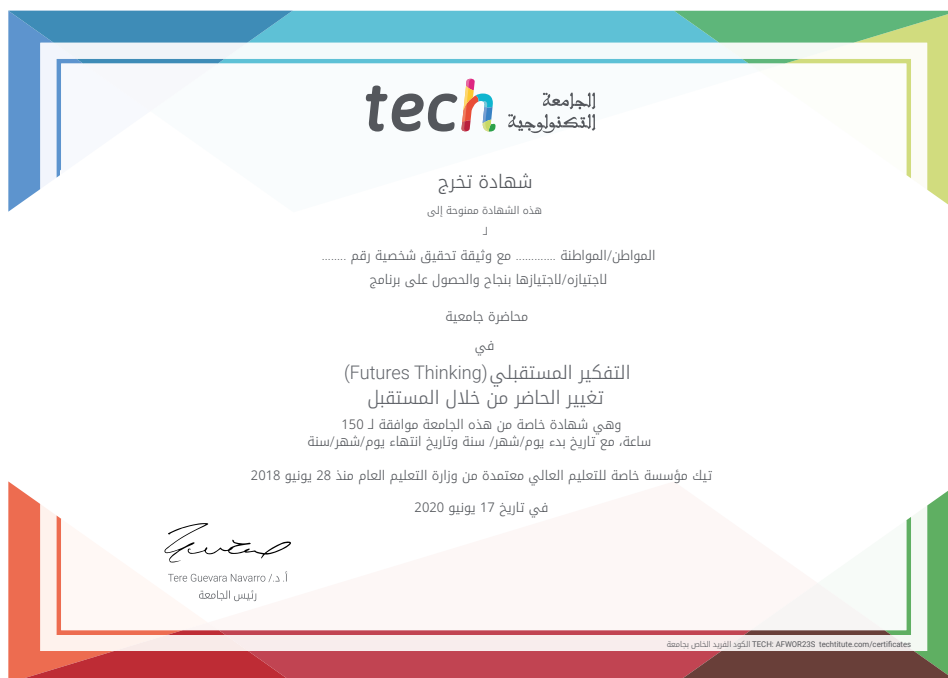 tech الجامعة
التكنولوجية
شهادة تخرج
هذه الشهادة ممنوحة إلى
لـ
المواطن/المواطنة ............. مع وثيقة تحقيق شخصية رقم ........
لاجتيازه/لاجتيازها بنجاح والحصول على برنامج
محاضرة جامعية
في
التفكير المستقبلي (Futures Thinking)
تغيير الحاضر من خلال المستقبل
وهي شهادة خاصة من هذه الجامعة موافقة لـ 150
ساعة، مع تاريخ بدء يوم/شهر/ سنة وتاريخ انتهاء يوم/شهر/سنة
تيك مؤسسة خاصة للتعليم العالي معتمدة من وزارة التعليم العام منذ 28 يونيو 2018
في تاريخ 17 يونيو 2020
أ. د./ Tere Guevara Navarro
رئيس الجامعة
الكود الفريد الخاص بجامعة TECH: AFWOR23S techtitute.com/certificates